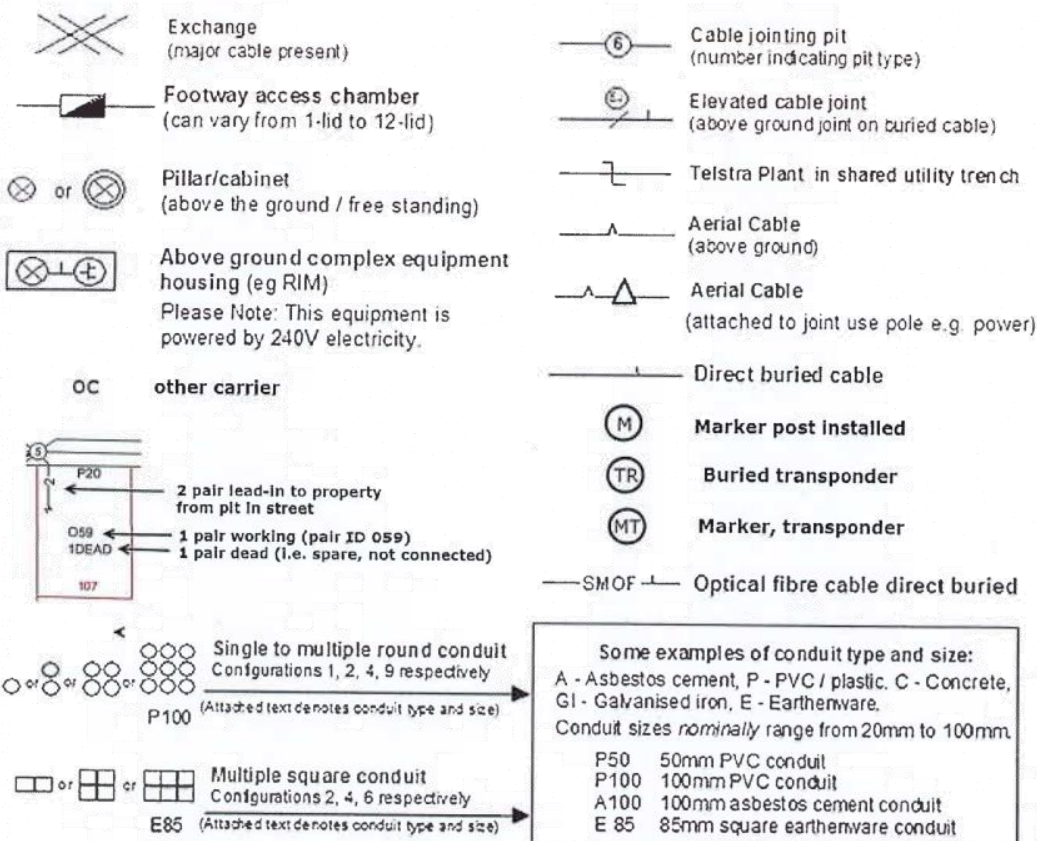 Exchange
(major cable present)
Footway access chamber
(can vary from 1-lid to 12-lid)
or
Pillar/cabinet
(above the ground / free standing)
Above ground complex equipment
housing (eg RIM)
Please Note: This equipment is
powered by 240V electricity.
OC other carrier
5
P20
2
2 pair lead-in to property
from pit in street
O59
1 pair working (pair ID 059)
1DEAD
1 pair dead (i.e. spare, not connected)
107
or or or
Single to multiple round conduit
Configurations 1, 2, 4, 9 respectively
(Attached text denotes conduit type and size)
P100
or or
Multiple square conduit
Configurations 2, 4, 6 respectively
E85 (Attached text denotes conduit type and size)
6
Cable jointing pit
(number indicating pit type)
Elevated cable joint
(above ground joint on buried cable)
Telstra Plant in shared utility trench
Aerial Cable
(above ground)
Aerial Cable
(attached to joint use pole e.g. power)
Direct buried cable
M Marker post installed
TR Buried transponder
MT Marker, transponder
SMOF Optical fibre cable direct buried
Some examples of conduit type and size:
A - Asbestos cement, P - PVC / plastic, C - Concrete,
GI - Galvanised iron, E - Earthenware.
Conduit sizes nominally range from 20mm to 100mm.
P50 50mm PVC conduit
P100 100mm PVC conduit
A100 100mm asbestos cement conduit
E 85 85mm square earthenware conduit